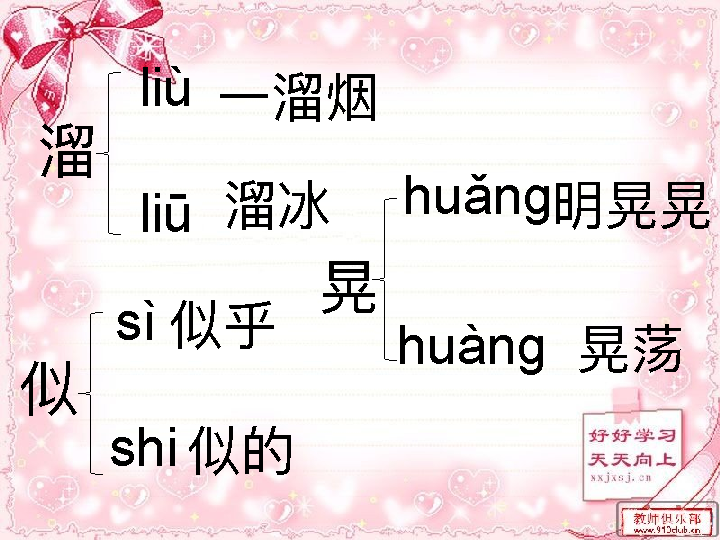 溜
liù 一溜烟
liū 溜冰
晃
huǎng明晃晃
huàng 晃荡
似
sì 似乎
shi 似的
好好学习
天天向上
xxjxsj.cn
教师俱乐部
www.910club.cn